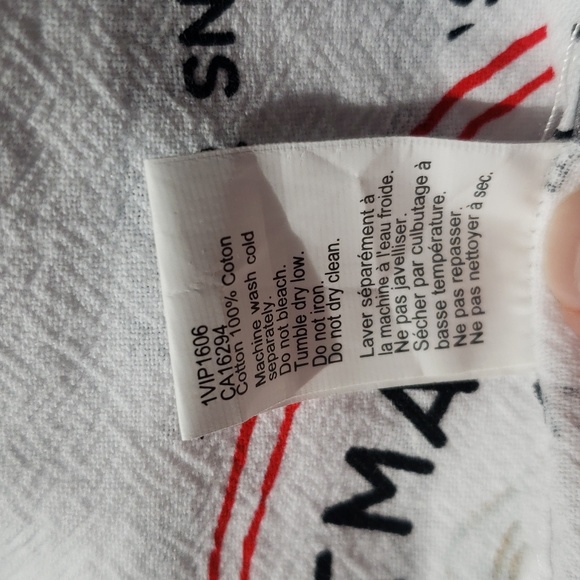 1VIP1606
CA16294
Cotton 100% Coton
Machine wash cold
separately.
Do not bleach.
Tumble dry low.
Do not iron.
Do not dry clean.
Laver séparément à
la machine à l'eau froide.
Ne pas javelliser.
Sécher par culbutage à
basse température.
Ne pas repasser.
Ne pas nettoyer à sec.
SN
'S
MA